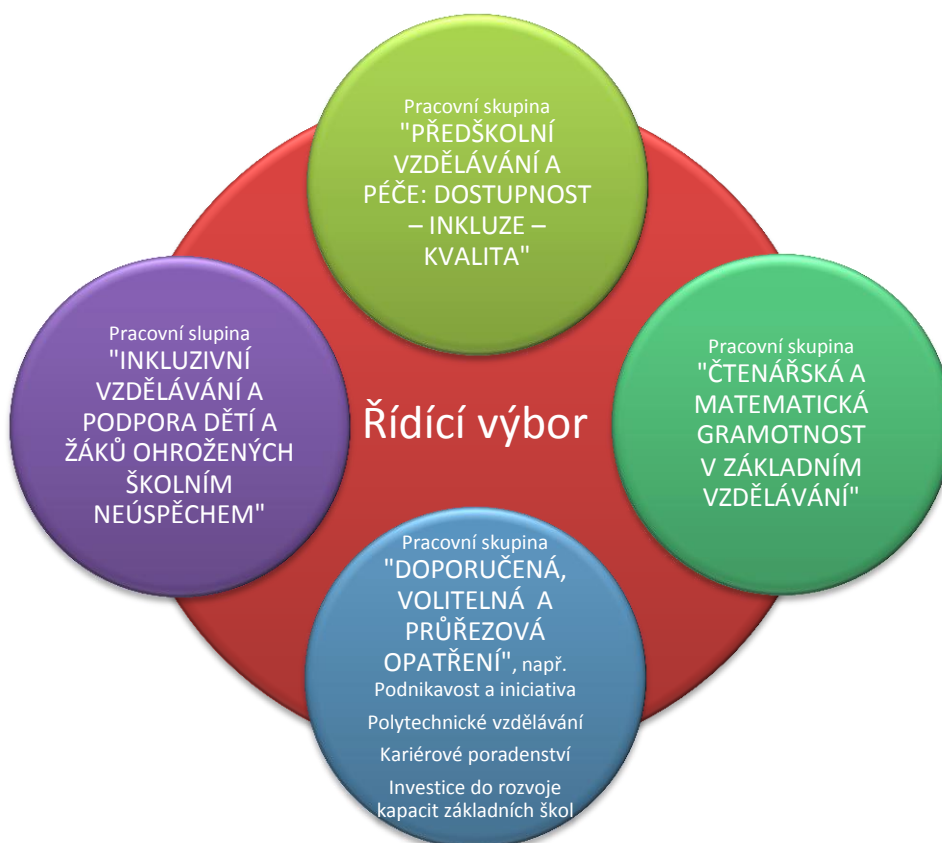 Pracovní skupina
"PŘEDŠKOLNÍ
VZDĚLÁVÁNÍ A
PÉČE: DOSTUPNOST
– INKLUZE –
KVALITA"
Pracovní slupina
"INKLUZIVNÍ
VZDĚLÁVÁNÍ A
PODPORA DĚTÍ A
ŽÁKŮ OHROŽENÝCH
ŠKOLNÍM
NEÚSPĚCHEM"
Řídící výbor
Pracovní skupina
"ČTENÁŘSKÁ A
MATEMATICKÁ
GRAMOTNOST
V ZÁKLADNÍM
VZDĚLÁVÁNÍ"
Pracovní skupina
"DOPORUČENÁ,
VOLITELNÁ A
PRŮŘEZOVÁ
OPATŘENÍ", např.
Podnikavost a iniciativa
Polytechnické vzdělávání
Kariérové poradenství
Investice do rozvoje
kapacit základních škol